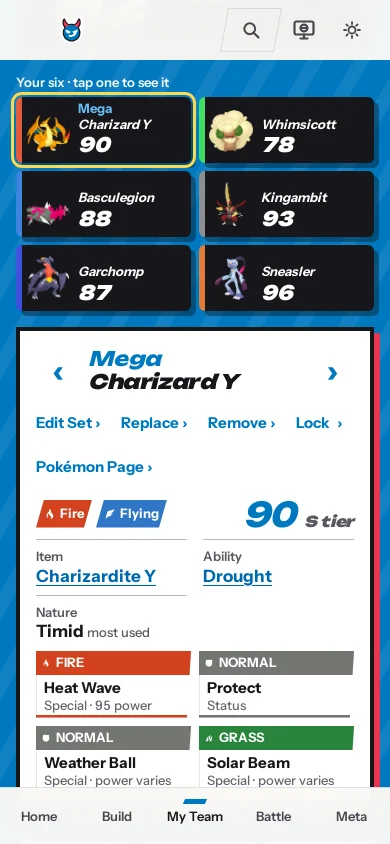 Your six · tap one to see it
Mega
Charizard Y
90
Whimsicott
78
Basculegion
88
Kingambit
93
Garchomp
87
Sneasler
96
‹ Mega ›
Charizard Y
Edit Set › Replace › Remove › Lock ›
Pokémon Page ›
Fire Flying 90 S tier
Item Ability
Charizardite Y Drought
Nature
Timid most used
FIRE
Heat Wave
Special · 95 power
NORMAL
Protect
Status
NORMAL
Weather Ball
Special · power varies
GRASS
Solar Beam
Special · power varies
Home Build My Team Battle Meta